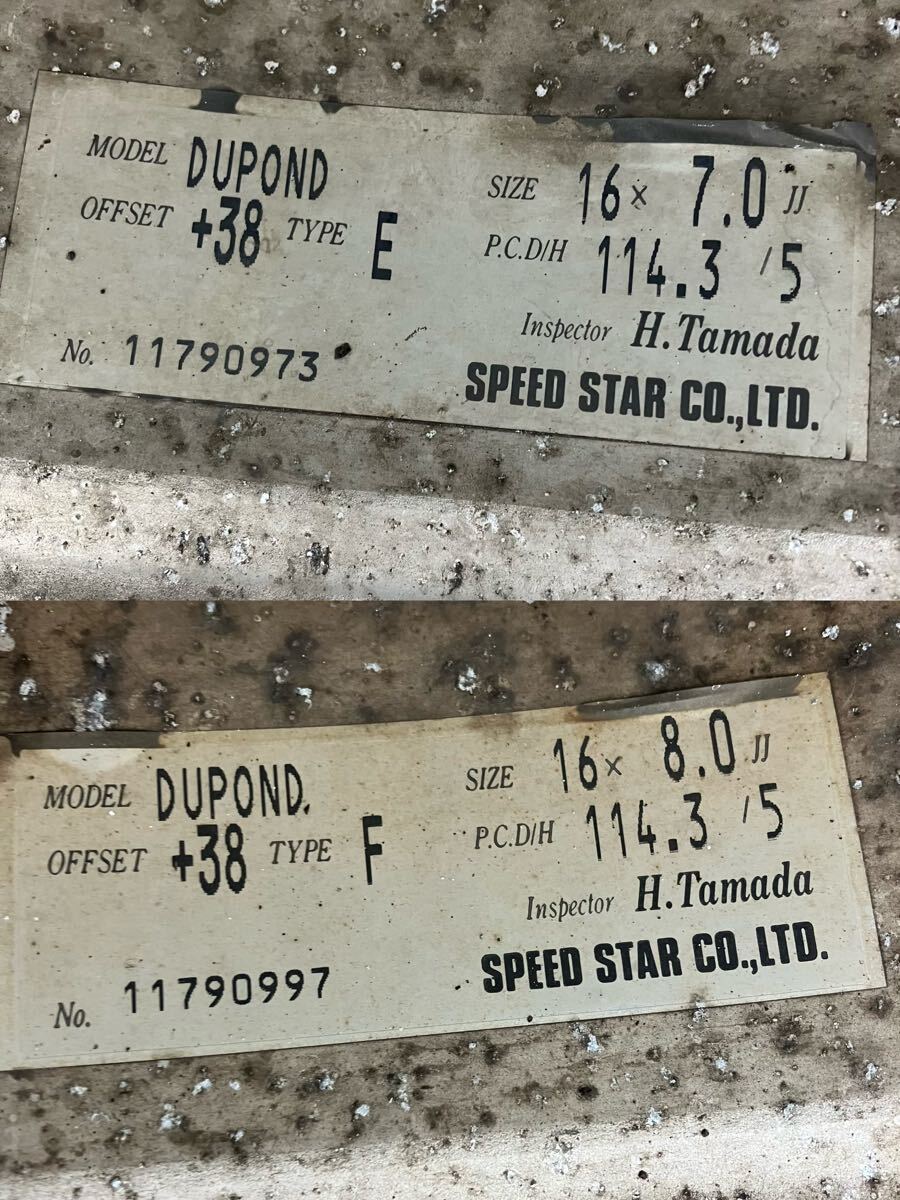 MODEL DUPOND SIZE 16 x 7.0 JJ
OFFSET +38 TYPE E P.C.D/H 114.3 /5
Inspector H.Tamada
No. 11790973 SPEED STAR CO.,LTD.
MODEL DUPOND. SIZE 16 x 8.0 JJ
OFFSET +38 TYPE F P.C.D/H 114.3 /5
Inspector H.Tamada
No. 11790997 SPEED STAR CO.,LTD.